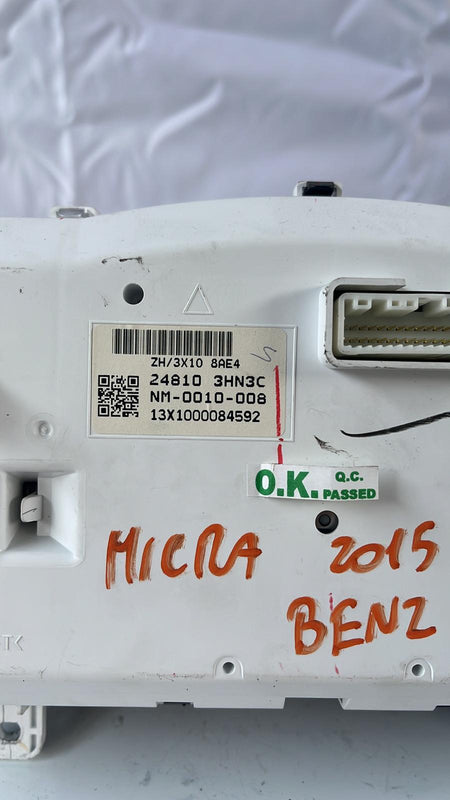 ZH/3X10 8AE4
24810 3HN3C
NM-0010-008
13X1000084592
O.K. Q.C. PASSED
MICRA 2015
BENZ